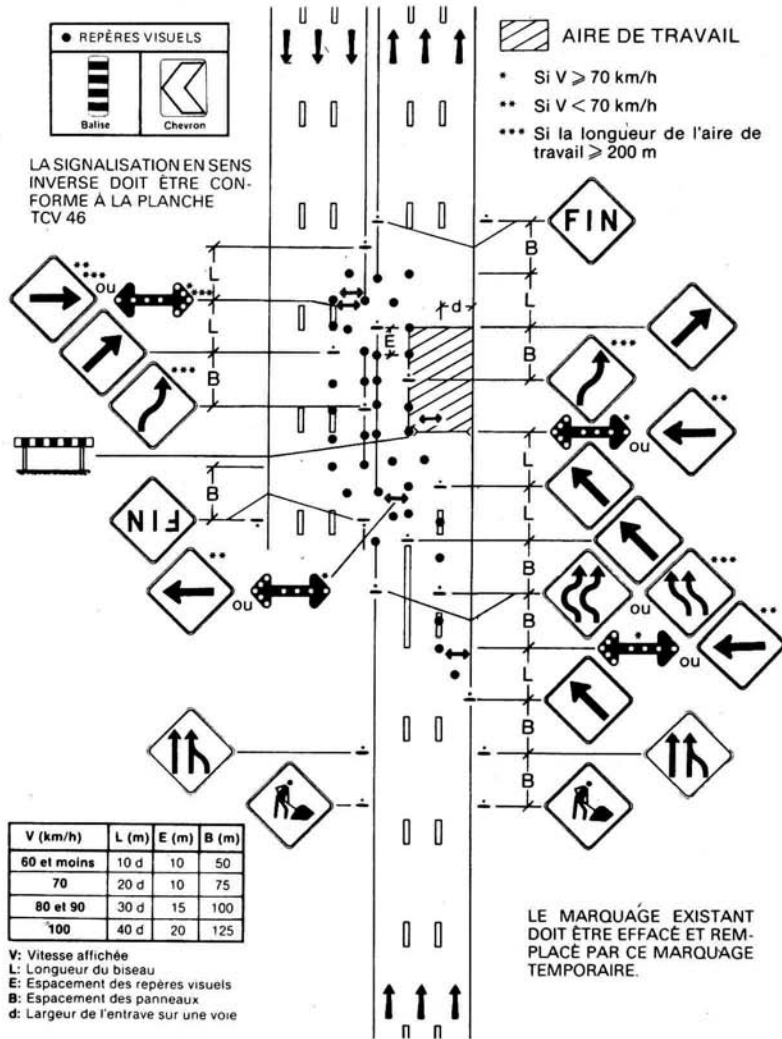 ● REPÈRES VISUELS
Balise
Chevron
LA SIGNALISATION EN SENS
INVERSE DOIT ÊTRE CON-
FORME À LA PLANCHE
TCV 46
AIRE DE TRAVAIL
* Si V ⩾ 70 km/h
** Si V < 70 km/h
*** Si la longueur de l'aire de
travail ⩾ 200 m
FIN
B
L
d
B
L
**
***
ou
****
L
E
***
B
***
*
ou
**
L
L
B
FIN
**
ou
*
B
ou
***
B
*
ou
**
L
B
B
V (km/h) L (m) E (m) B (m)
60 et moins 10 d 10 50
70 20 d 10 75
80 et 90 30 d 15 100
100 40 d 20 125
V: Vitesse affichée
L: Longueur du biseau
E: Espacement des repères visuels
B: Espacement des panneaux
d: Largeur de l'entrave sur une voie
LE MARQUAGE EXISTANT
DOIT ÊTRE EFFACÉ ET REM-
PLACÉ PAR CE MARQUAGE
TEMPORAIRE.